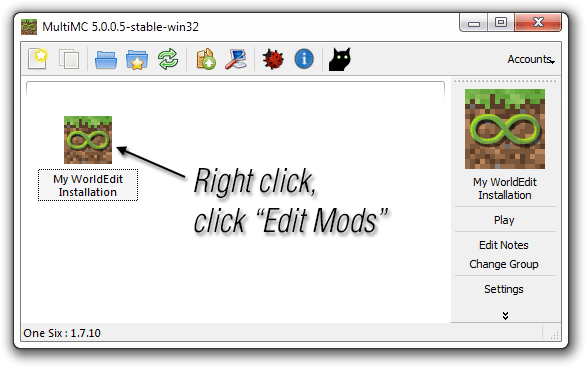 MultiMC 5.0.0.5-stable-win32
Accounts
My WorldEdit
Installation
Right click,
click “Edit Mods”
My WorldEdit
Installation
Play
Edit Notes
Change Group
Settings
One Six : 1.7.10